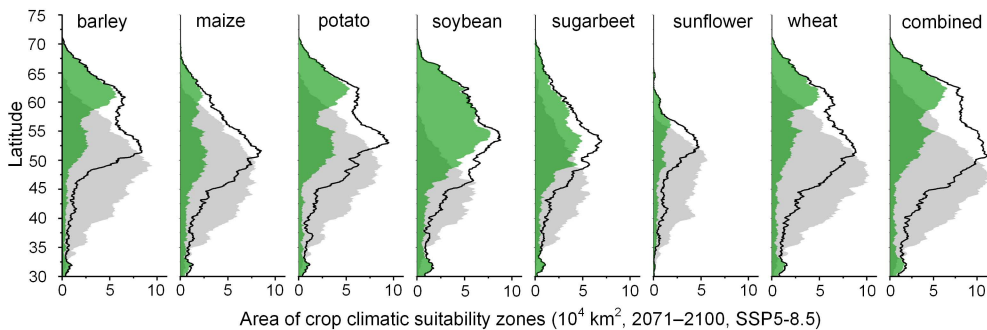 barley maize potato soybean sugarbeet sunflower wheat combined
75
70
65
60
55
50
45
40
35
30
Latitude
0 5 10 0 5 10 0 5 10 0 5 10 0 5 10 0 5 10 0 5 10 0 5 10
Area of crop climatic suitability zones (10⁴ km², 2071–2100, SSP5-8.5)